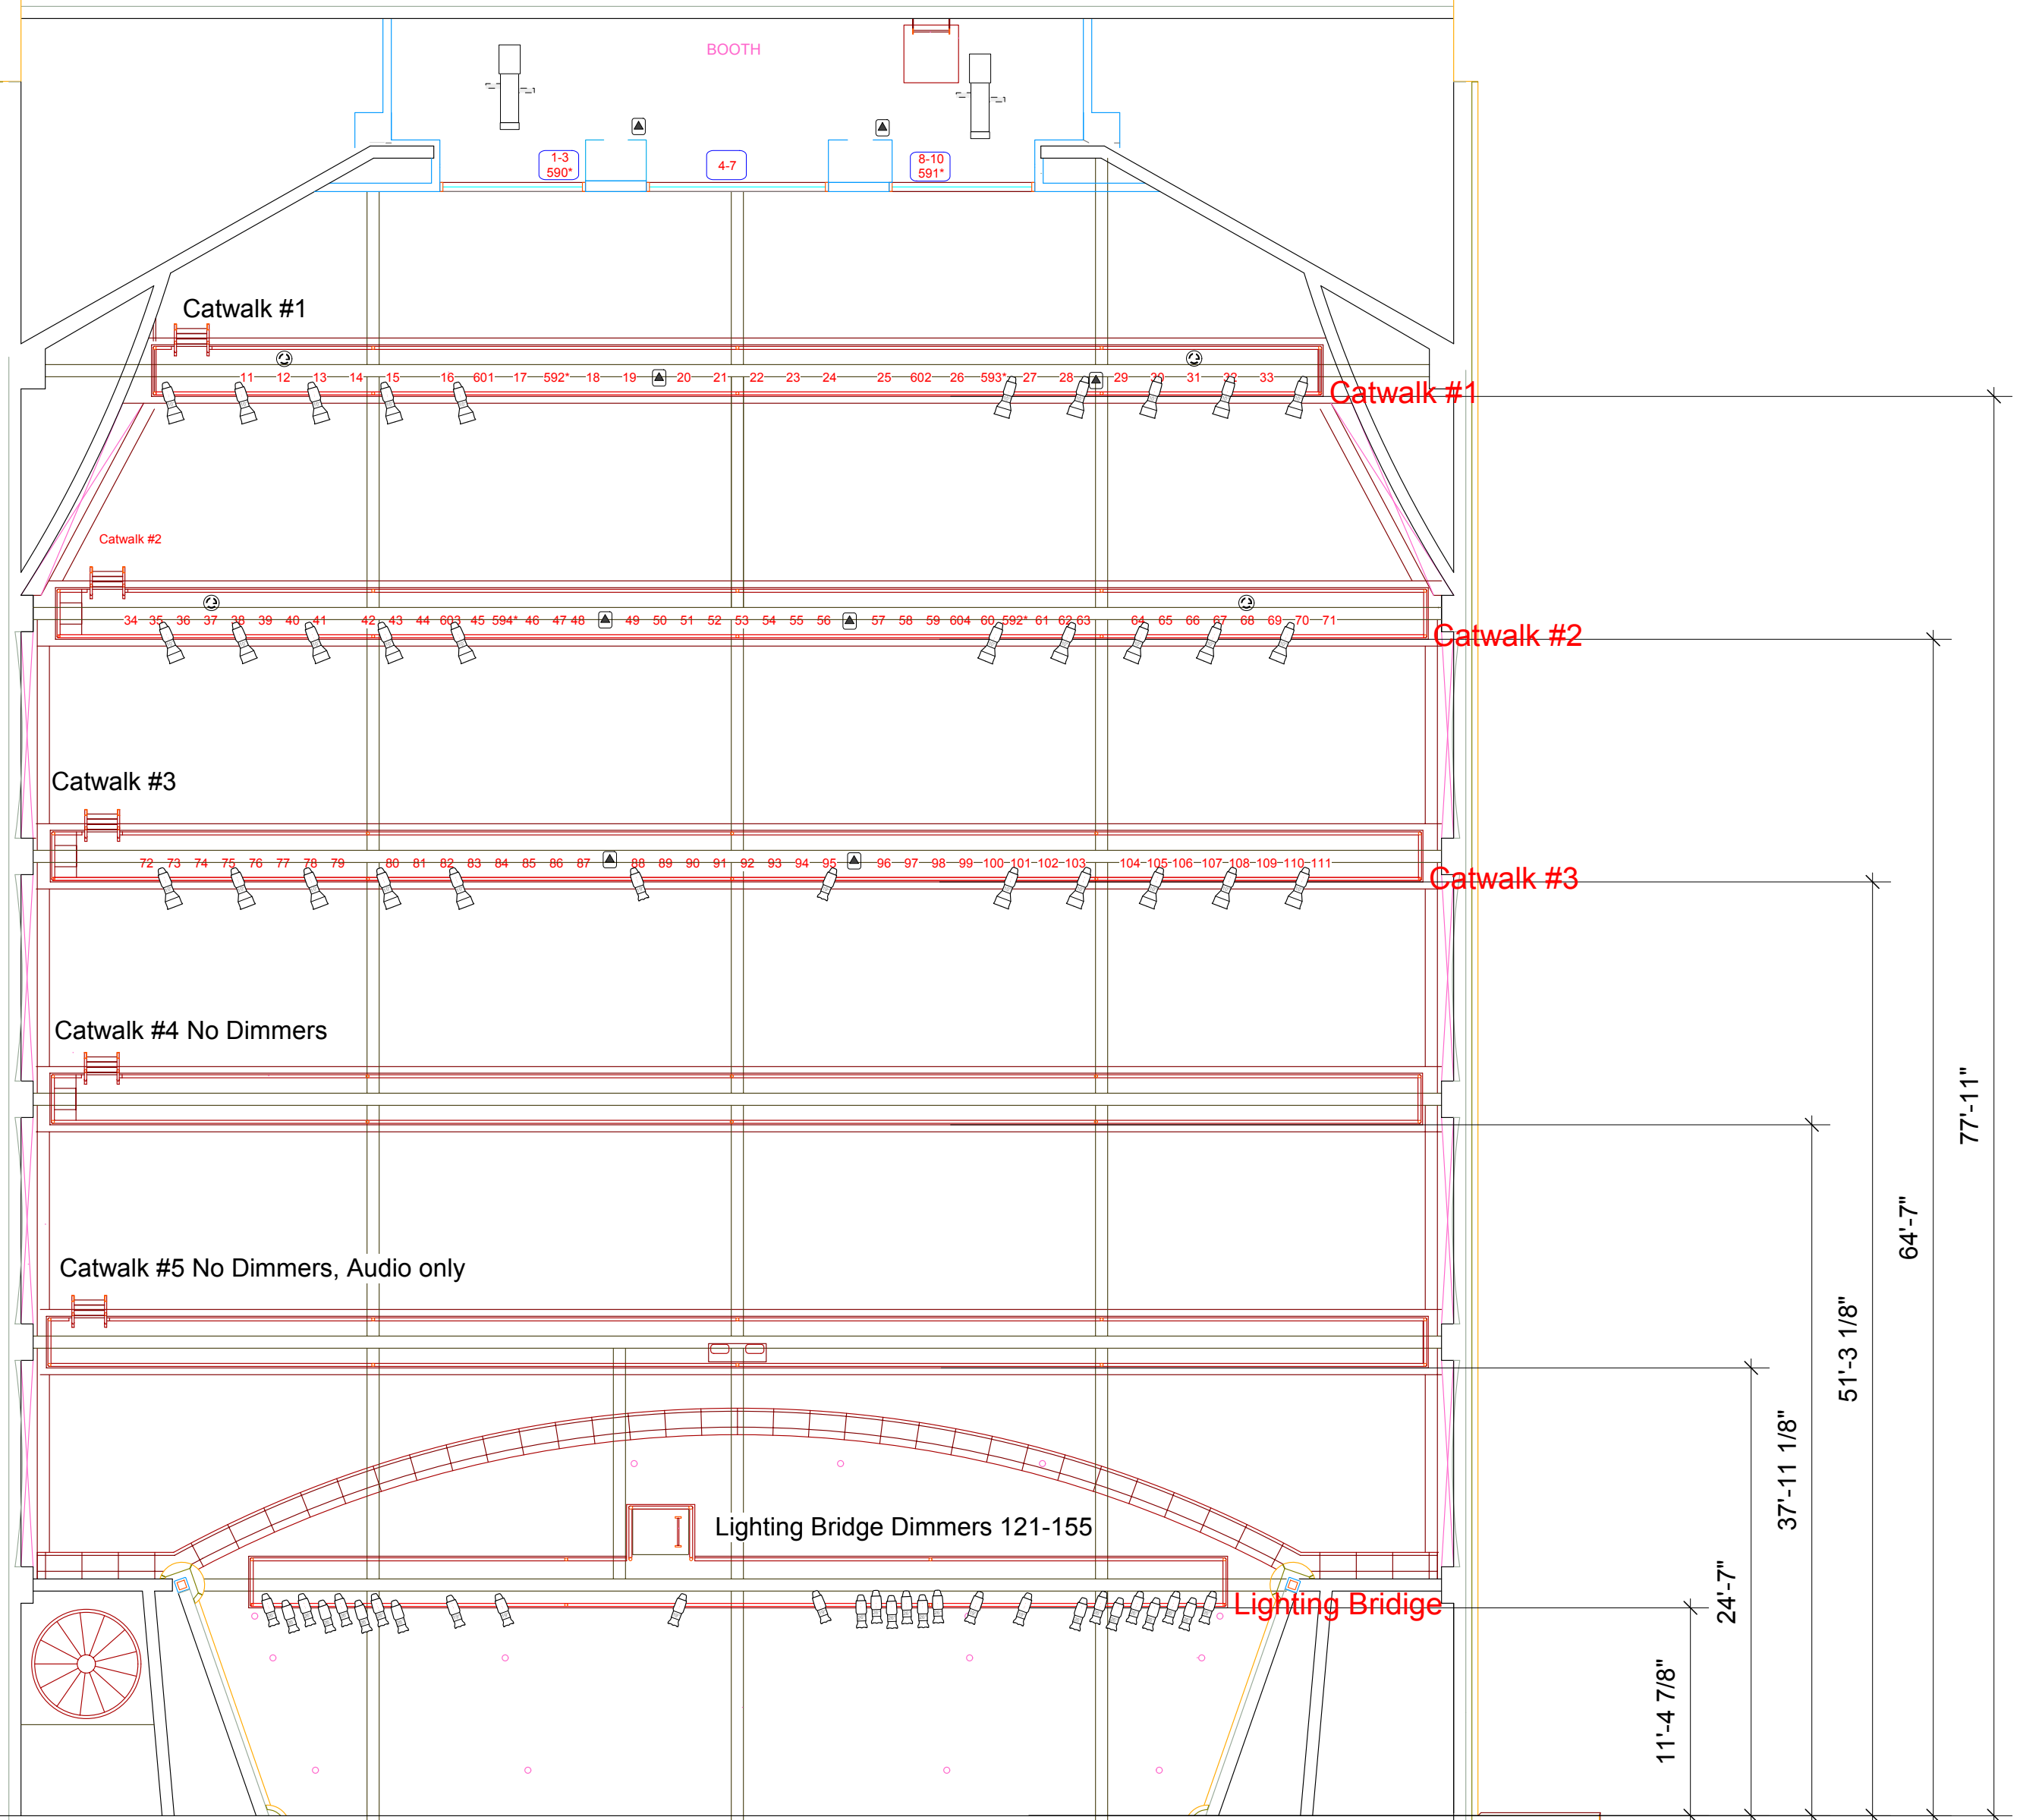 BOOTH
1-3
590*
4-7
8-10
591*
Catwalk #1
11 12 13 14 15 16 601 17 592* 18 19 20 21 22 23 24 25 602 26 593* 27 28 29 30 31 32 33
Catwalk #1
Catwalk #2
34 35 36 37 38 39 40 41 42 43 44 603 45 594* 46 47 48 49 50 51 52 53 54 55 56 57 58 59 604 60 592* 61 62 63 64 65 66 67 68 69 70 71
Catwalk #2
Catwalk #3
72 73 74 75 76 77 78 79 80 81 82 83 84 85 86 87 88 89 90 91 92 93 94 95 96 97 98 99 100 101 102 103 104 105 106 107 108 109 110 111
Catwalk #3
Catwalk #4 No Dimmers
77'-11"
64'-7"
Catwalk #5 No Dimmers, Audio only
51'-3 1/8"
37'-11 1/8"
Lighting Bridge Dimmers 121-155
Lighting Bridige
24'-7"
11'-4 7/8"